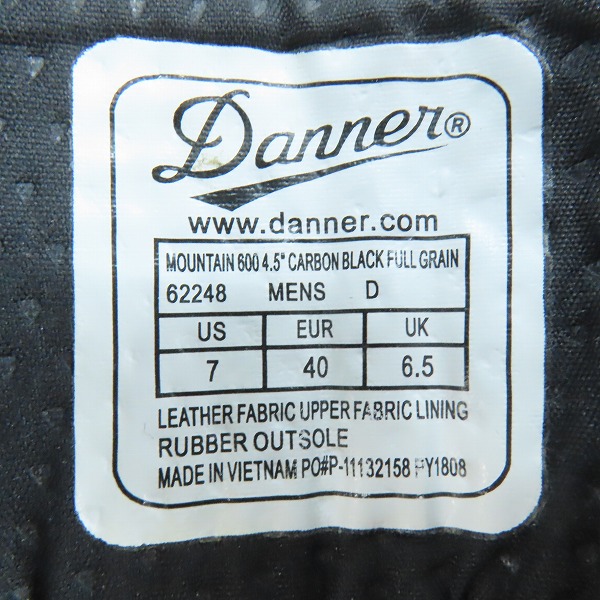 Danner®
www.danner.com
MOUNTAIN 600 4.5" CARBON BLACK FULL GRAIN
62248 MENS D
US EUR UK
7 40 6.5
LEATHER FABRIC UPPER FABRIC LINING
RUBBER OUTSOLE
MADE IN VIETNAM PO#P-11132158 PY1808